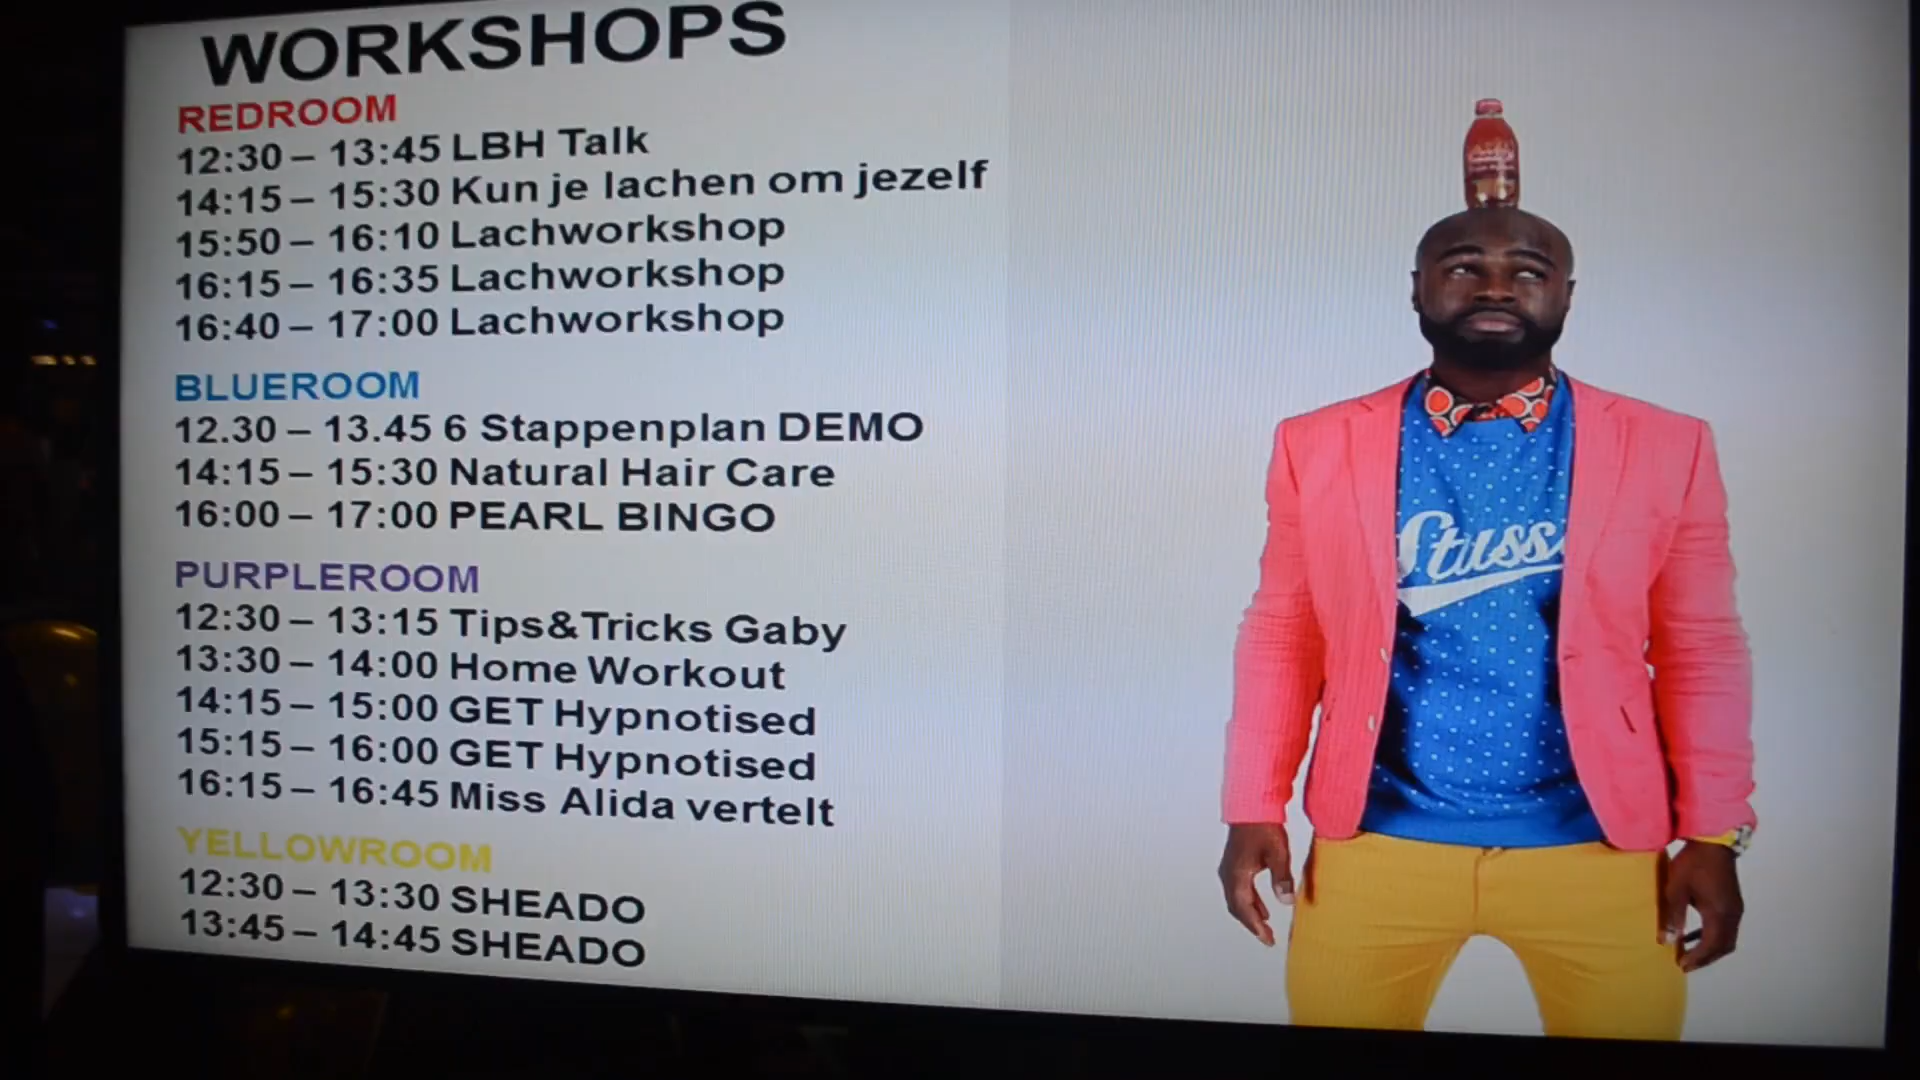 WORKSHOPS
REDROOM
12:30 – 13:45 LBH Talk
14:15 – 15:30 Kun je lachen om jezelf
15:50 – 16:10 Lachworkshop
16:15 – 16:35 Lachworkshop
16:40 – 17:00 Lachworkshop
BLUEROOM
12.30 – 13.45 6 Stappenplan DEMO
14:15 – 15:30 Natural Hair Care
16:00 – 17:00 PEARL BINGO
PURPLEROOM
12:30 – 13:15 Tips&Tricks Gaby
13:30 – 14:00 Home Workout
14:15 – 15:00 GET Hypnotised
15:15 – 16:00 GET Hypnotised
16:15 – 16:45 Miss Alida vertelt
YELLOWROOM
12:30 – 13:30 SHEADO
13:45 – 14:45 SHEADO
Stuss